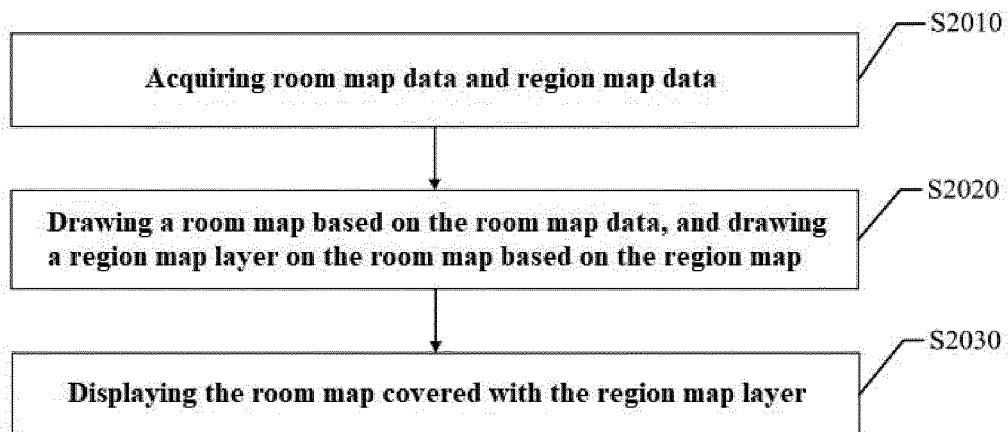 S2010
Acquiring room map data and region map data
S2020
Drawing a room map based on the room map data, and drawing
a region map layer on the room map based on the region map
S2030
Displaying the room map covered with the region map layer